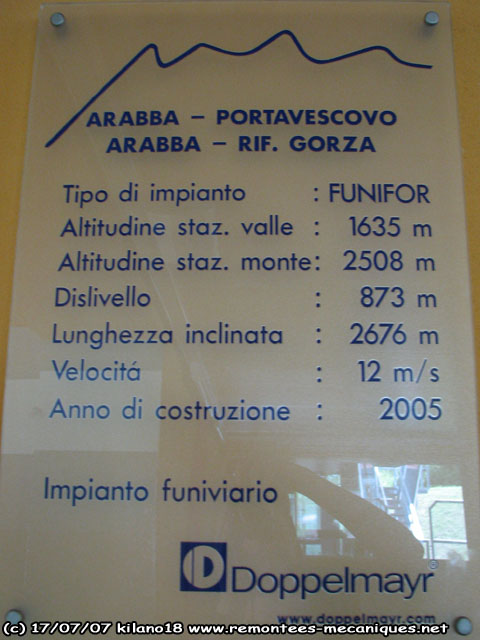 ARABBA – PORTAVESCOVO
ARABBA – RIF. GORZA
Tipo di impianto : FUNIFOR
Altitudine staz. valle : 1635 m
Altitudine staz. monte: 2508 m
Dislivello : 873 m
Lunghezza inclinata : 2676 m
Velocitá : 12 m/s
Anno di costruzione : 2005
Impianto funiviario
Doppelmayr®
www.doppelmayr.com
(c) 17/07/07 kilano18 www.remontees-mecaniques.net